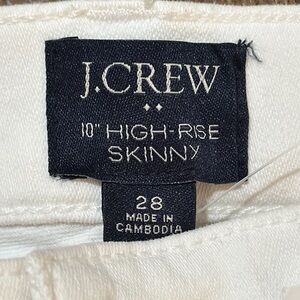 J.CREW
10" HIGH-RISE
SKINNY
28
MADE IN
CAMBODIA